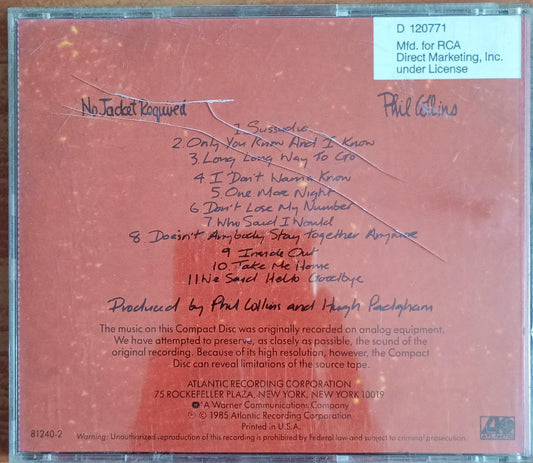 D 120771
Mfd. for RCA
Direct Marketing, Inc.
under License
No Jacket Required
Phil Collins
1 Sussudio
2. Only You Know And I Know
3. Long Long Way To Go
4. I Don't Wanna Know
5. One More Night
6 Don't Lose My Number
7 Who Said I Would
8. Doesn't Anybody Stay Together Anymore
9 Inside Out
10. Take Me Home
11 We Said Hello Goodbye
Produced by Phil Collins and Hugh Padgham
The music on this Compact Disc was originally recorded on analog equipment.
We have attempted to preserve, as closely as possible, the sound of the
original recording. Because of its high resolution, however, the Compact
Disc can reveal limitations of the source tape.
ATLANTIC RECORDING CORPORATION
75 ROCKEFELLER PLAZA, NEW YORK, NEW YORK 10019
A Warner Communications Company
℗ © 1985 Atlantic Recording Corporation
Printed in U.S.A.
81240-2
ATLANTIC
Warning: Unauthorized reproduction of this recording is prohibited by Federal law and subject to criminal prosecution.